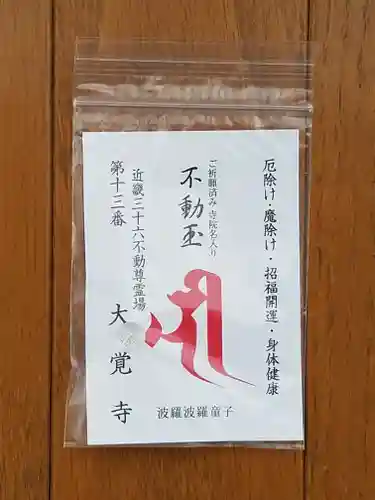 厄除け・魔除け・招福開運・身体健康
ご祈願済み 寺院名入り
不動玉
近畿三十六不動尊霊場
第十三番
大覚寺
波羅波羅童子